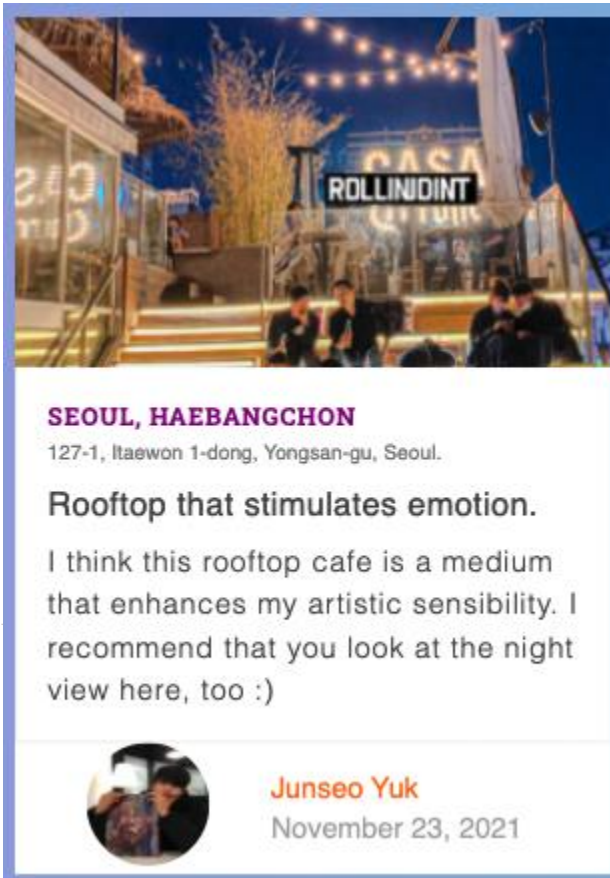 CASA
ROLLINIDINT
SEOUL, HAEBANGCHON
127-1, Itaewon 1-dong, Yongsan-gu, Seoul.
Rooftop that stimulates emotion.
I think this rooftop cafe is a medium
that enhances my artistic sensibility. I
recommend that you look at the night
view here, too :)
Junseo Yuk
November 23, 2021